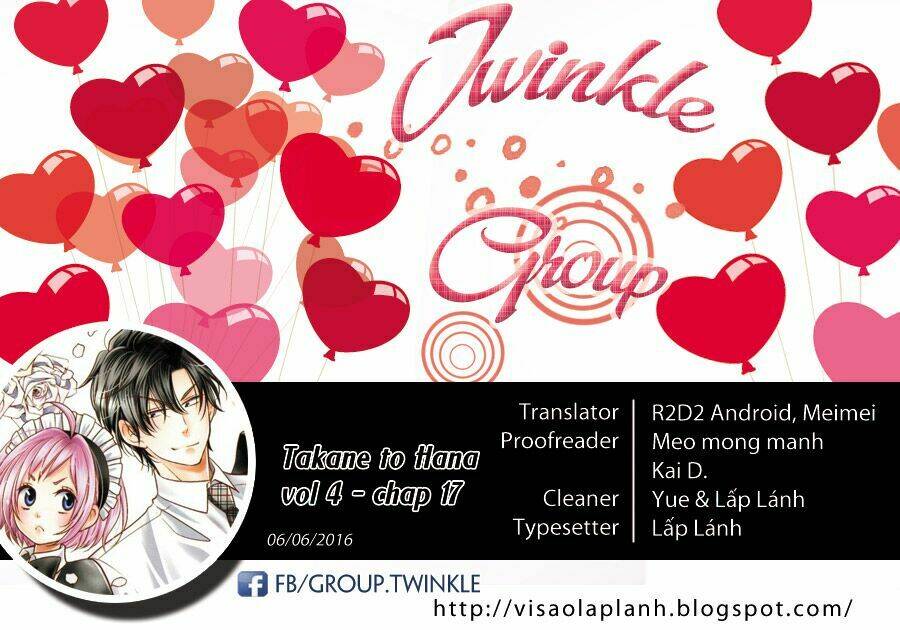 Twinkle
Group
Takane to Hana
vol 4 - chap 17
06/06/2016
Translator R2D2 Android, Meimei
Proofreader Meo mong manh
Kai D.
Cleaner Yue & Lấp Lánh
Typesetter Lấp Lánh
f FB/GROUP.TWINKLE
http://visaolaplanh.blogspot.com/